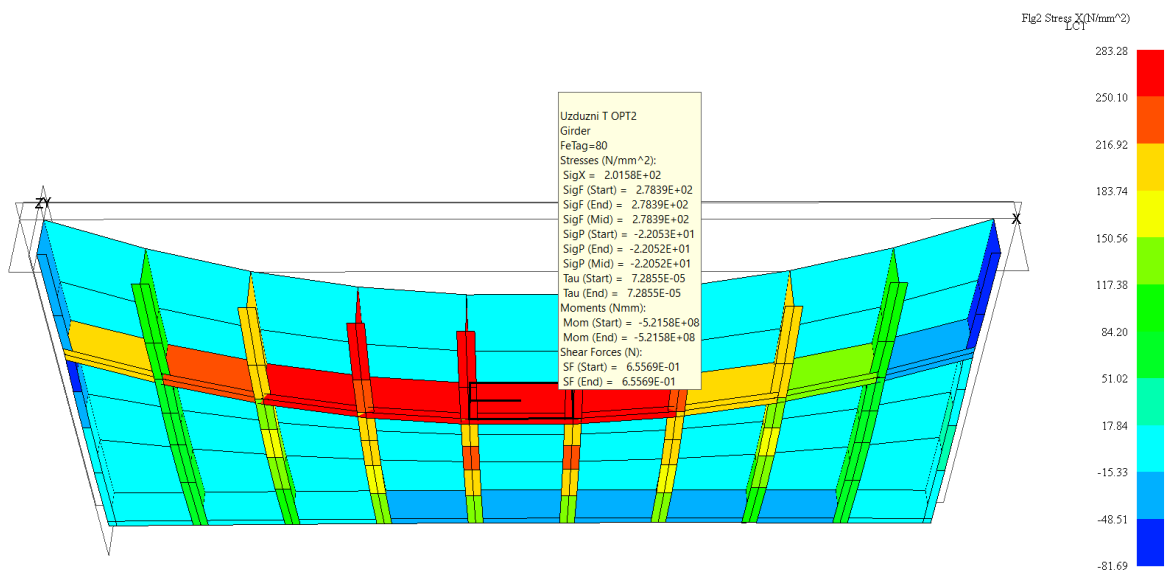 Flg2 Stress X(N/mm^2)
LC1
283.28
250.10
216.92
183.74
150.56
117.38
84.20
51.02
17.84
-15.33
-48.51
-81.69
Uzduzni T OPT2
Girder
FeTag=80
Stresses (N/mm^2):
SigX = 2.0158E+02
SigF (Start) = 2.7839E+02
SigF (End) = 2.7839E+02
SigF (Mid) = 2.7839E+02
SigP (Start) = -2.2053E+01
SigP (End) = -2.2052E+01
SigP (Mid) = -2.2052E+01
Tau (Start) = 7.2855E-05
Tau (End) = 7.2855E-05
Moments (Nmm):
Mom (Start) = -5.2158E+08
Mom (End) = -5.2158E+08
Shear Forces (N):
SF (Start) = 6.5569E-01
SF (End) = 6.5569E-01
ZY
X